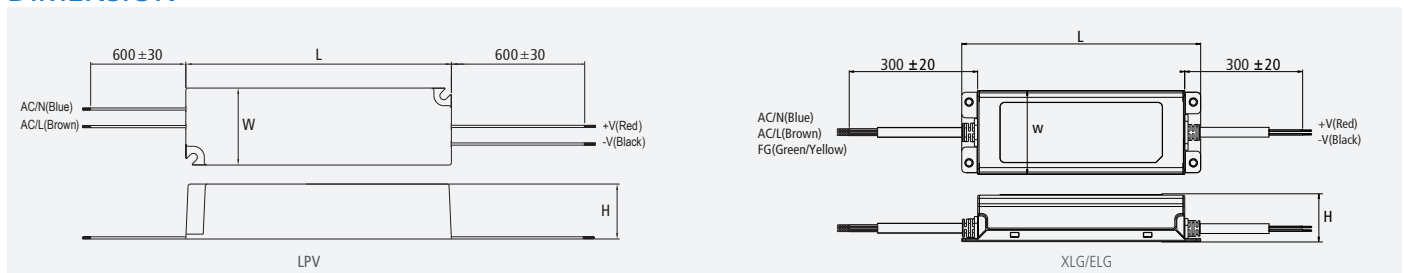 DIMENSION
600±30
L
600±30
AC/N(Blue)
AC/L(Brown)
W
+V(Red)
-V(Black)
H
LPV
L
300 ±20
300 ±20
AC/N(Blue)
AC/L(Brown)
FG(Green/Yellow)
W
+V(Red)
-V(Black)
H
XLG/ELG